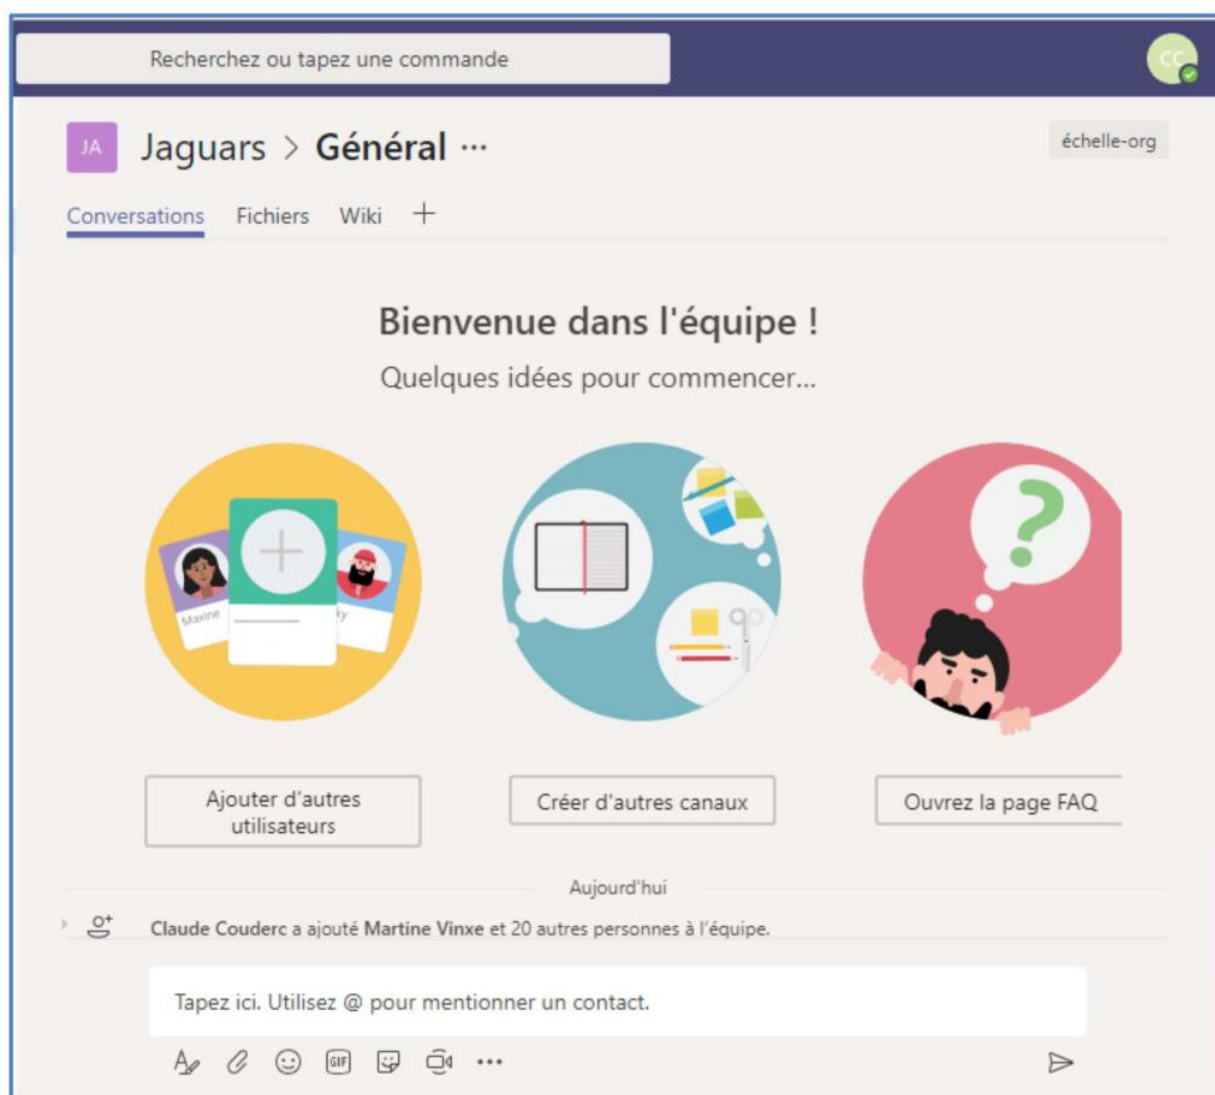 Recherchez ou tapez une commande
CC
JA
Jaguars > Général ...
échelle-org
Conversations Fichiers Wiki +
Bienvenue dans l'équipe !
Quelques idées pour commencer...
Maxine
ky
Ajouter d'autres
utilisateurs
Créer d'autres canaux
Ouvrez la page FAQ
Aujourd'hui
Claude Couderc a ajouté Martine Vinxe et 20 autres personnes à l'équipe.
Tapez ici. Utilisez @ pour mentionner un contact.
GIF